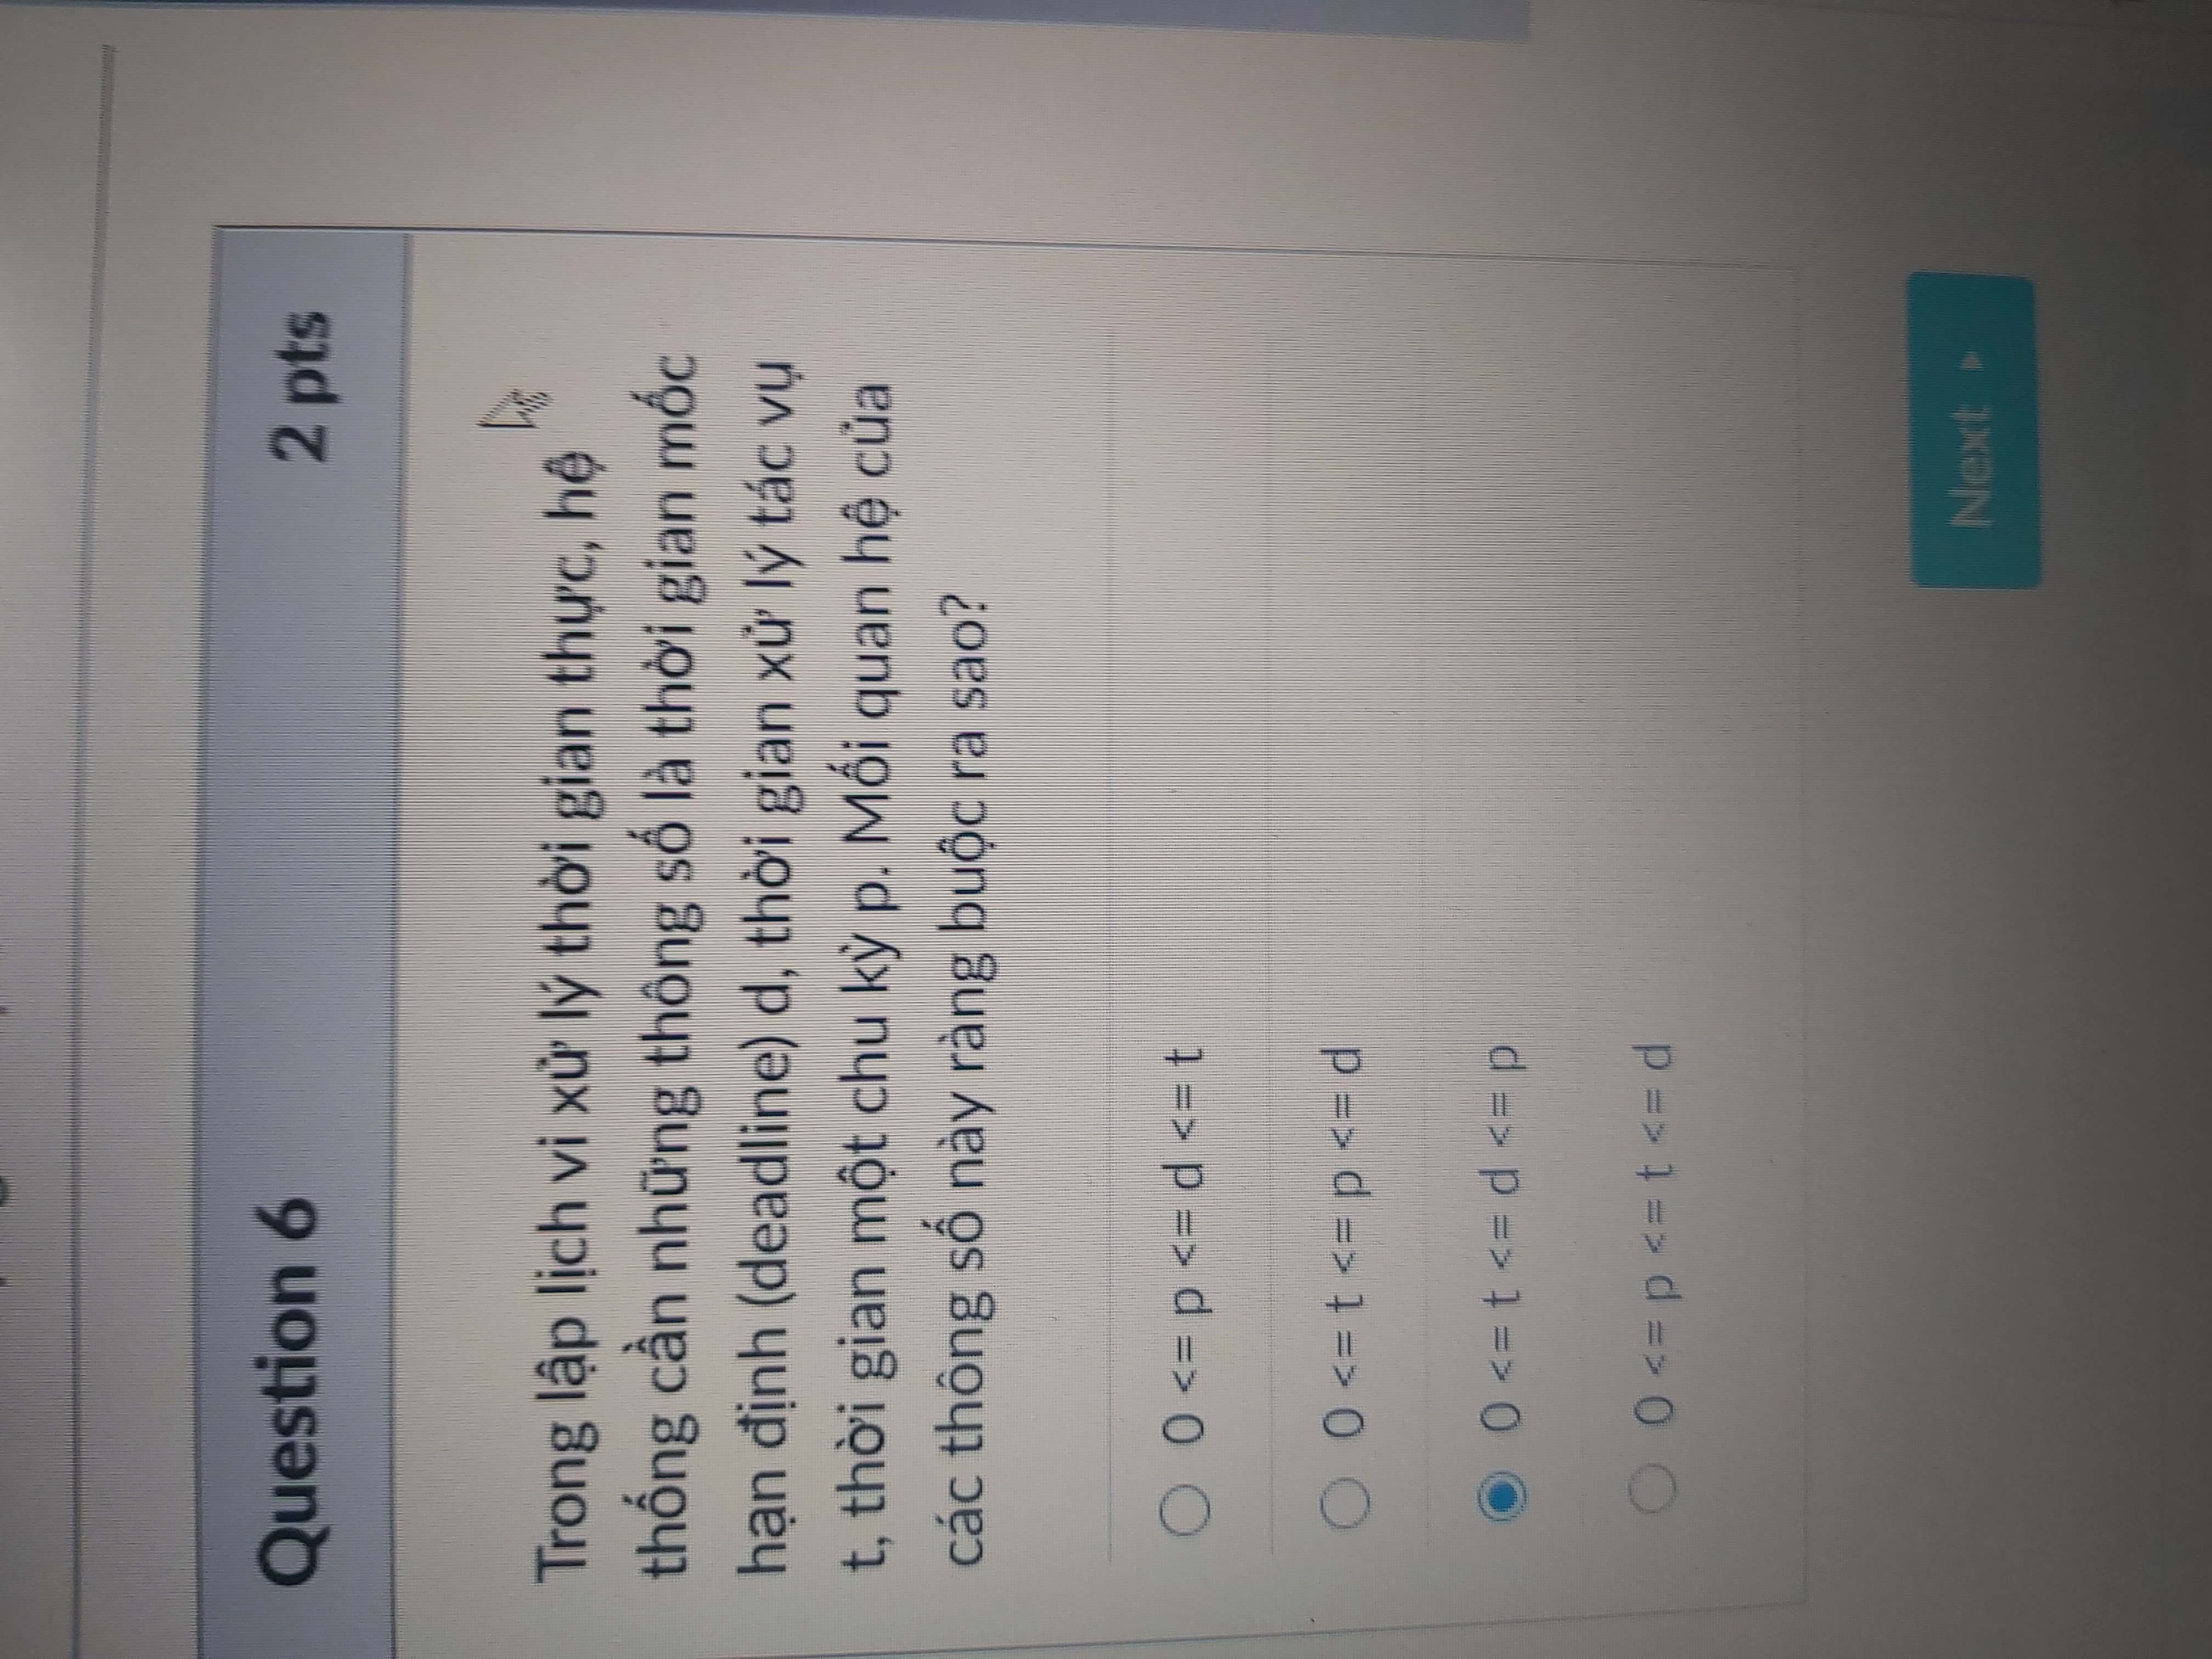 Question 6
2 pts
Trong lập lịch vi xử lý thời gian thực, hệ
thống cần những thông số là thời gian mốc
hạn định (deadline) d, thời gian xử lý tác vụ
t, thời gian một chu kỳ p. Mối quan hệ của
các thông số này ràng buộc ra sao?
0 <= p <= d <= t
0 <= t <= p <= d
0 <= t <= d <= p
0 <= p <= t <= d
Next ▸